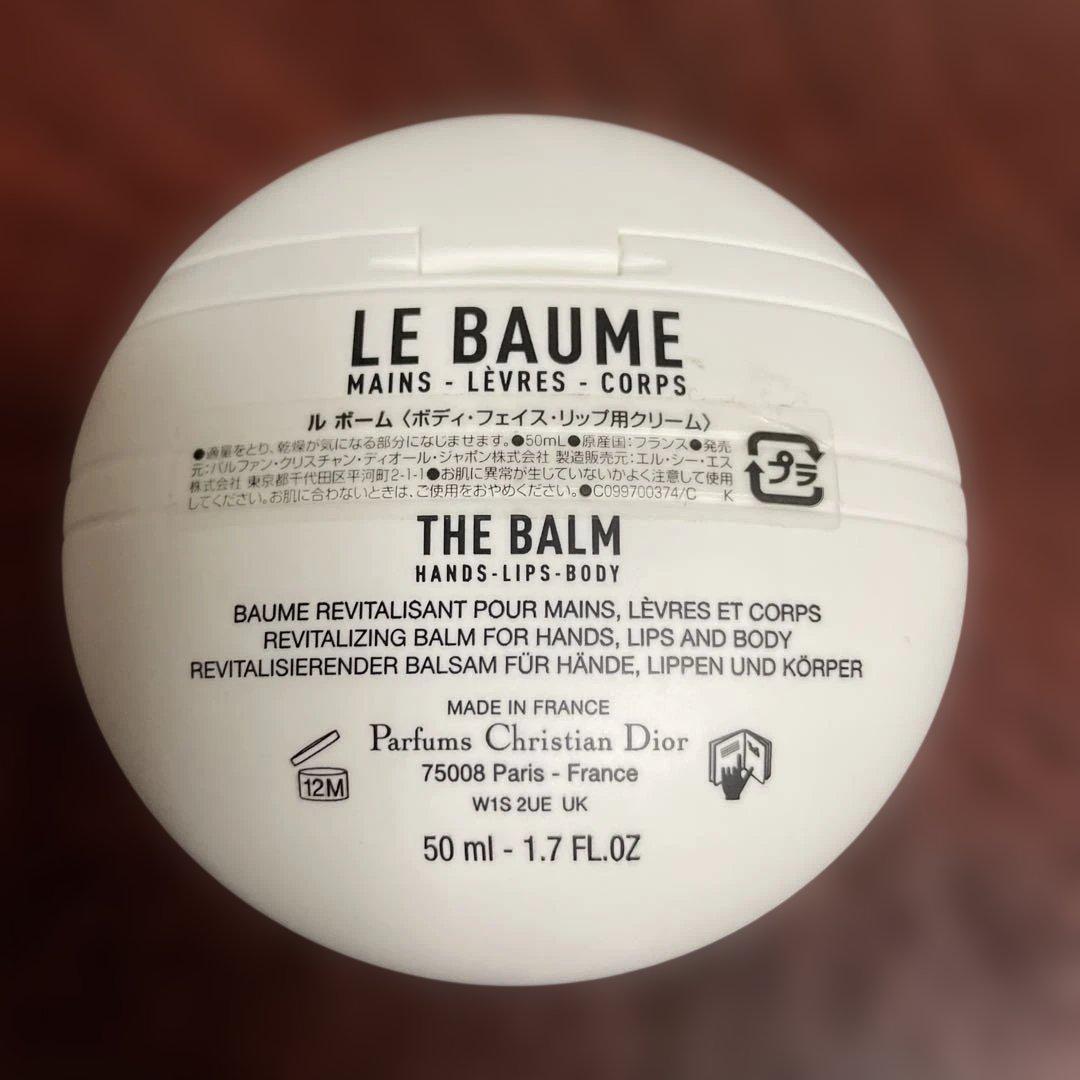 LE BAUME
MAINS - LÈVRES - CORPS
ル ボーム〈ボディ・フェイス・リップ用クリーム〉
●適量をとり、乾燥が気になる部分になじませます。●50mL●原産国:フランス●発売
元:パルファン・クリスチャン・ディオール・ジャポン株式会社 製造販売元:エル・シー・エス
株式会社 東京都千代田区平河町2-1-1●お肌に異常が生じていないかよく注意して使用
してください。お肌に合わないときは、ご使用をおやめください。●C099700374/C K
プラ
THE BALM
HANDS-LIPS-BODY
BAUME REVITALISANT POUR MAINS, LÈVRES ET CORPS
REVITALIZING BALM FOR HANDS, LIPS AND BODY
REVITALISIERENDER BALSAM FÜR HÄNDE, LIPPEN UND KÖRPER
MADE IN FRANCE
Parfums Christian Dior
75008 Paris - France
12M
W1S 2UE UK
50 ml - 1.7 FL.OZ